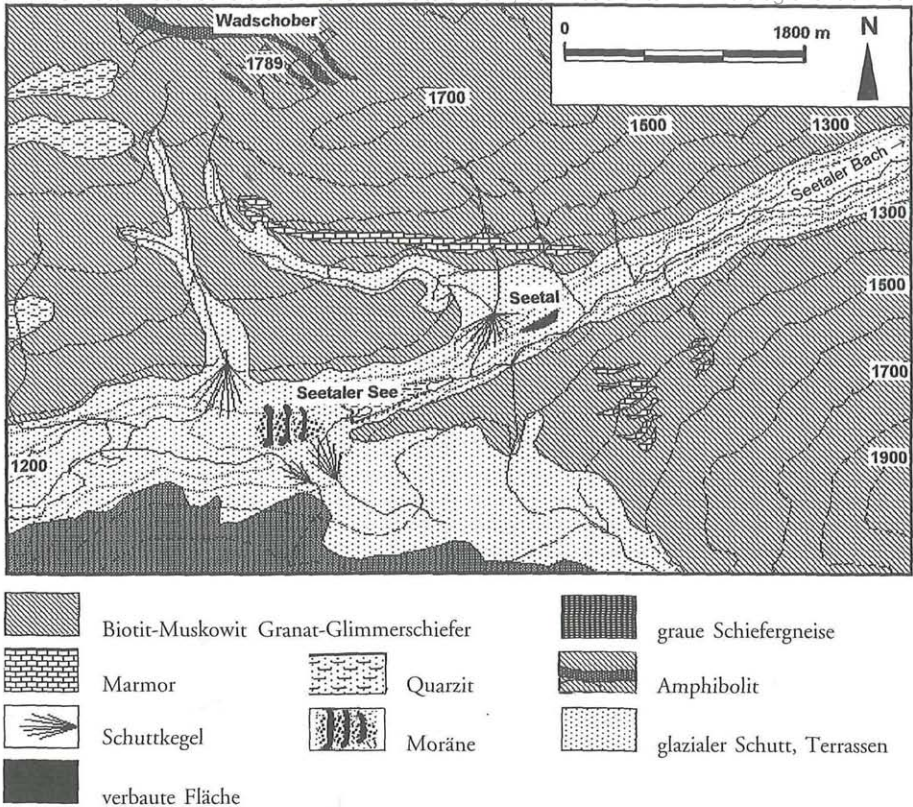 Wadschober
0 1800 m N
1789
1700
1500
1300
Seetaler Bach
1300
1500
Seetal
1700
Seetaler See
1200
1900
Biotit-Muskowit Granat-Glimmerschiefer
graue Schiefergneise
Marmor
Quarzit
Amphibolit
Schuttkegel
Moräne
glazialer Schutt, Terrassen
verbaute Fläche